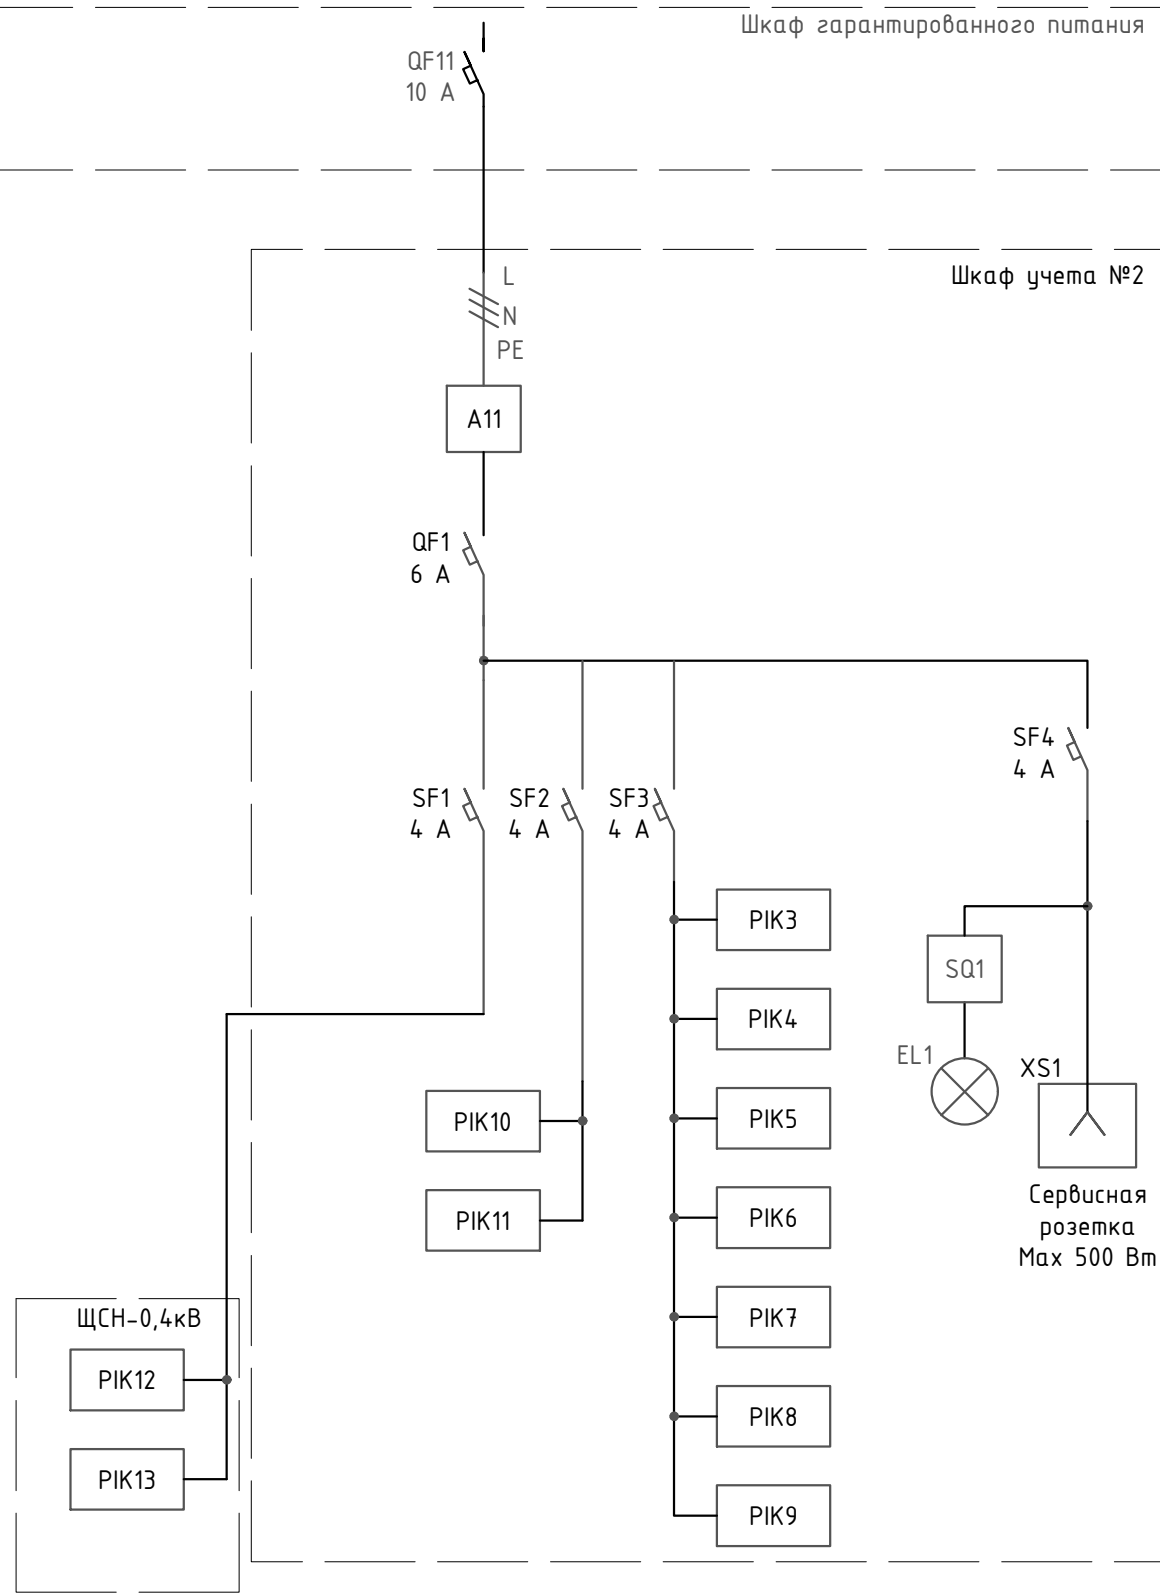 Шкаф гарантированного питания
QF11
10 А
Шкаф учета №2
L
N
PE
А11
QF1
6 А
SF4
4 А
SF1
4 А
SF2
4 А
SF3
4 А
PIK3
SQ1
PIK4
EL1
XS1
PIK10
PIK5
PIK11
PIK6
Сервисная
розетка
Max 500 Вт
ЩСН-0,4кВ
PIK7
PIK12
PIK8
PIK13
PIK9